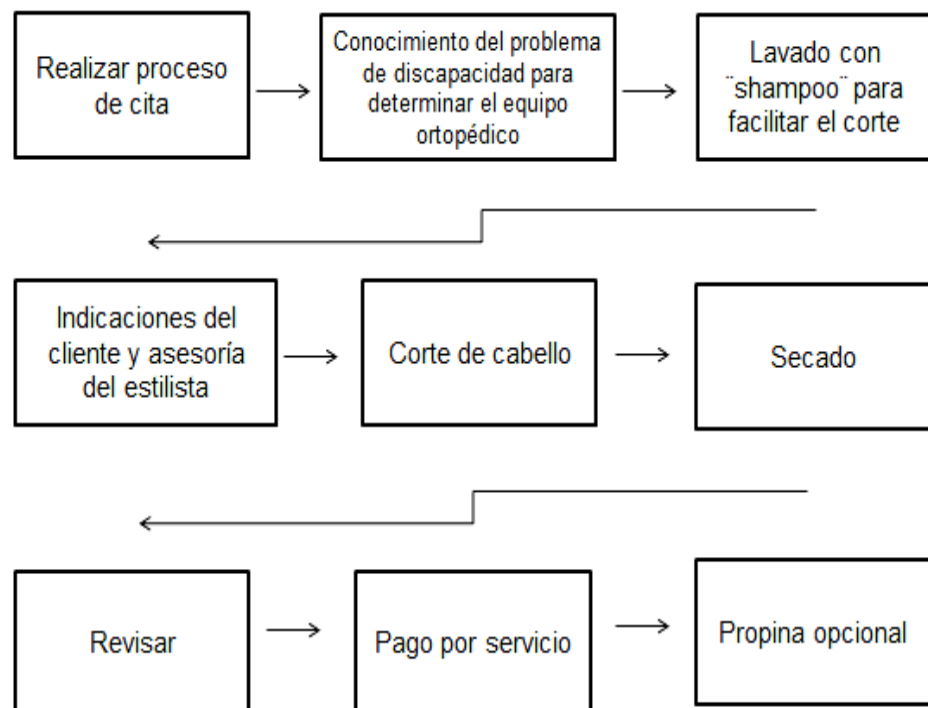 Realizar proceso
de cita
Conocimiento del problema
de discapacidad para
determinar el equipo
ortopédico
Lavado con
¨shampoo¨ para
facilitar el corte
Indicaciones del
cliente y asesoría
del estilista
Corte de cabello
Secado
Revisar
Pago por servicio
Propina opcional